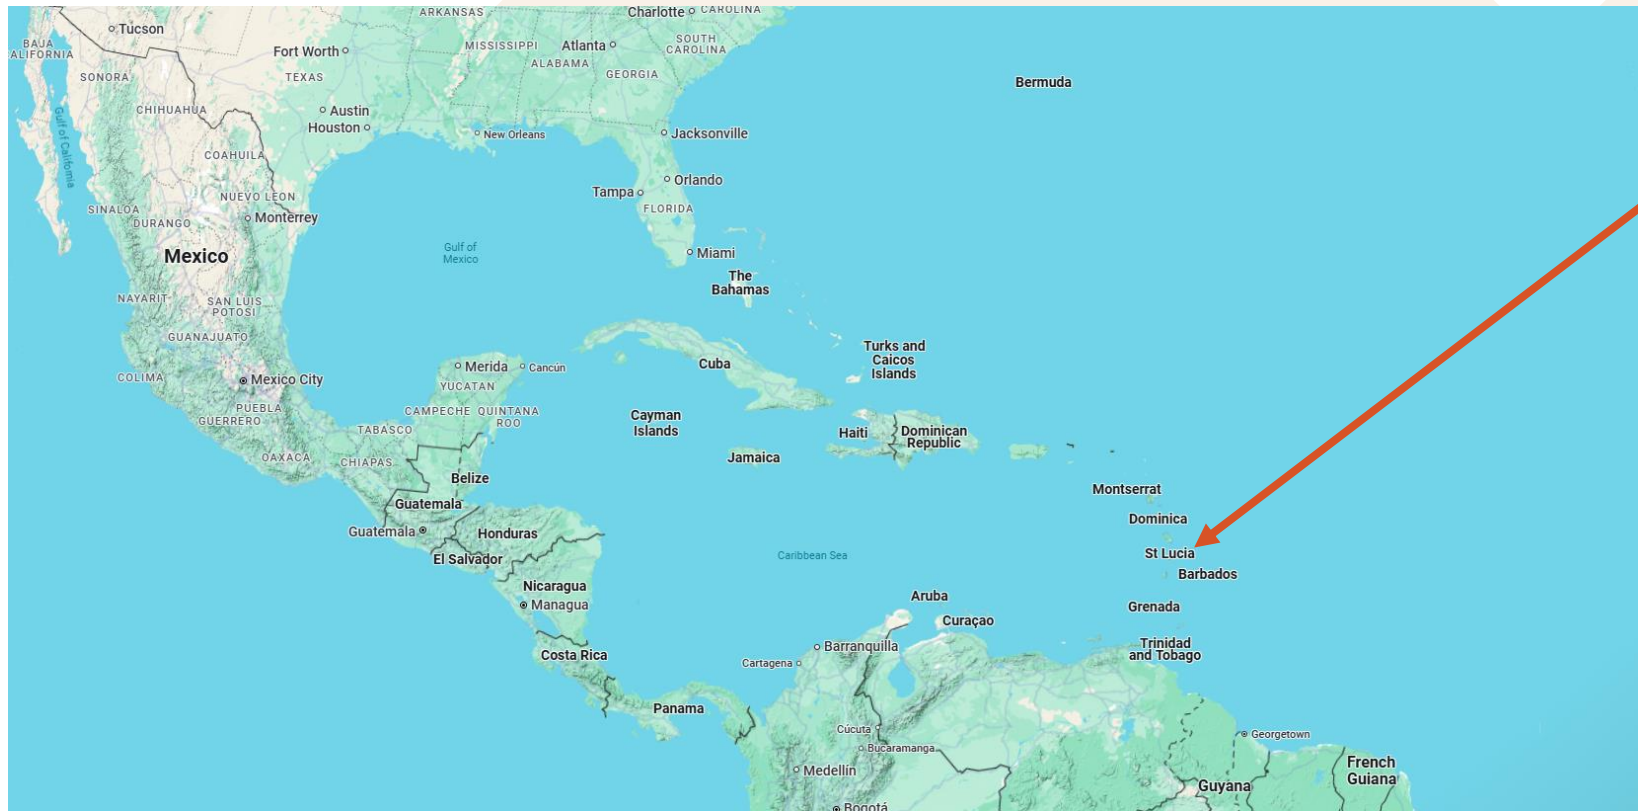 ARKANSAS
Charlotte
CAROLINA
Tucson
BAJA
ALIFORNIA
Fort Worth
MISSISSIPPI
Atlanta
SOUTH
CAROLINA
SONORA
TEXAS
ALABAMA
GEORGIA
Bermuda
CHIHUAHUA
Austin
Houston
New Orleans
Jacksonville
Gulf of California
COAHUILA
Orlando
Tampa
NUEVO LEON
FLORIDA
SINALOA
DURANGO
Monterrey
Mexico
Gulf of
Mexico
Miami
The
Bahamas
NAYARIT
SAN LUIS
POTOSI
GUANAJUATO
Turks and
Caicos
Islands
Merida
Cancún
Cuba
COLIMA
Mexico City
YUCATAN
PUEBLA
GUERRERO
CAMPECHE
QUINTANA
ROO
TABASCO
Cayman
Islands
Haiti
Dominican
Republic
OAXACA
CHIAPAS
Jamaica
Belize
Montserrat
Guatemala
Dominica
Guatemala
Honduras
El Salvador
Caribbean Sea
St Lucia
Barbados
Nicaragua
Managua
Aruba
Grenada
Curaçao
Costa Rica
Barranquilla
Trinidad
and Tobago
Cartagena
Panama
Cúcuta
Georgetown
Bucaramanga
Medellín
French
Guiana
Guyana
Bogotá